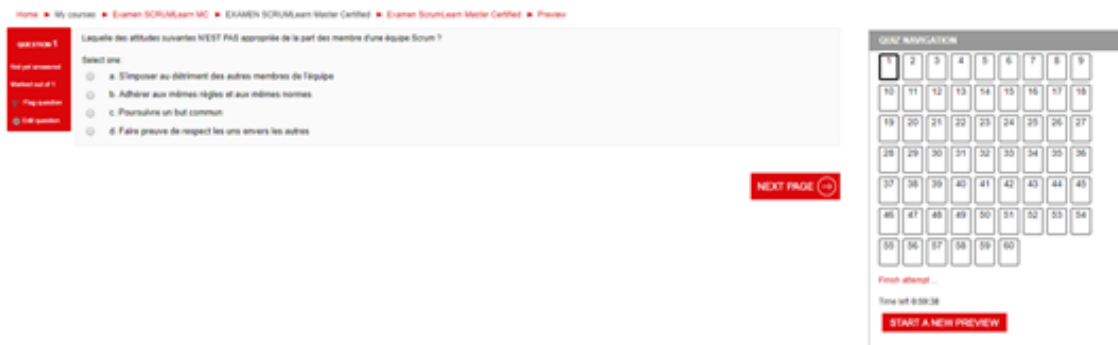 Home ► My courses ► Examen SCRUMLearn MC ► EXAMEN SCRUMLearn Master Certified ► Examen ScrumLearn Master Certified ► Preview
QUESTION 1
Not yet answered
Marked out of 1
Flag question
Edit question
Laquelle des attitudes suivantes N'EST PAS appropriée de la part des membre d'une équipe Scrum ?
Select one:
a. S'imposer au détriment des autres membres de l'équipe
b. Adhérer aux mêmes règles et aux mêmes normes
c. Poursuivre un but commun
d. Faire preuve de respect les uns envers les autres
NEXT PAGE
QUIZ NAVIGATION
1 2 3 4 5 6 7 8 9
10 11 12 13 14 15 16 17 18
19 20 21 22 23 24 25 26 27
28 29 30 31 32 33 34 35 36
37 38 39 40 41 42 43 44 45
46 47 48 49 50 51 52 53 54
55 56 57 58 59 60
Finish attempt ...
Time left 0:59:38
START A NEW PREVIEW